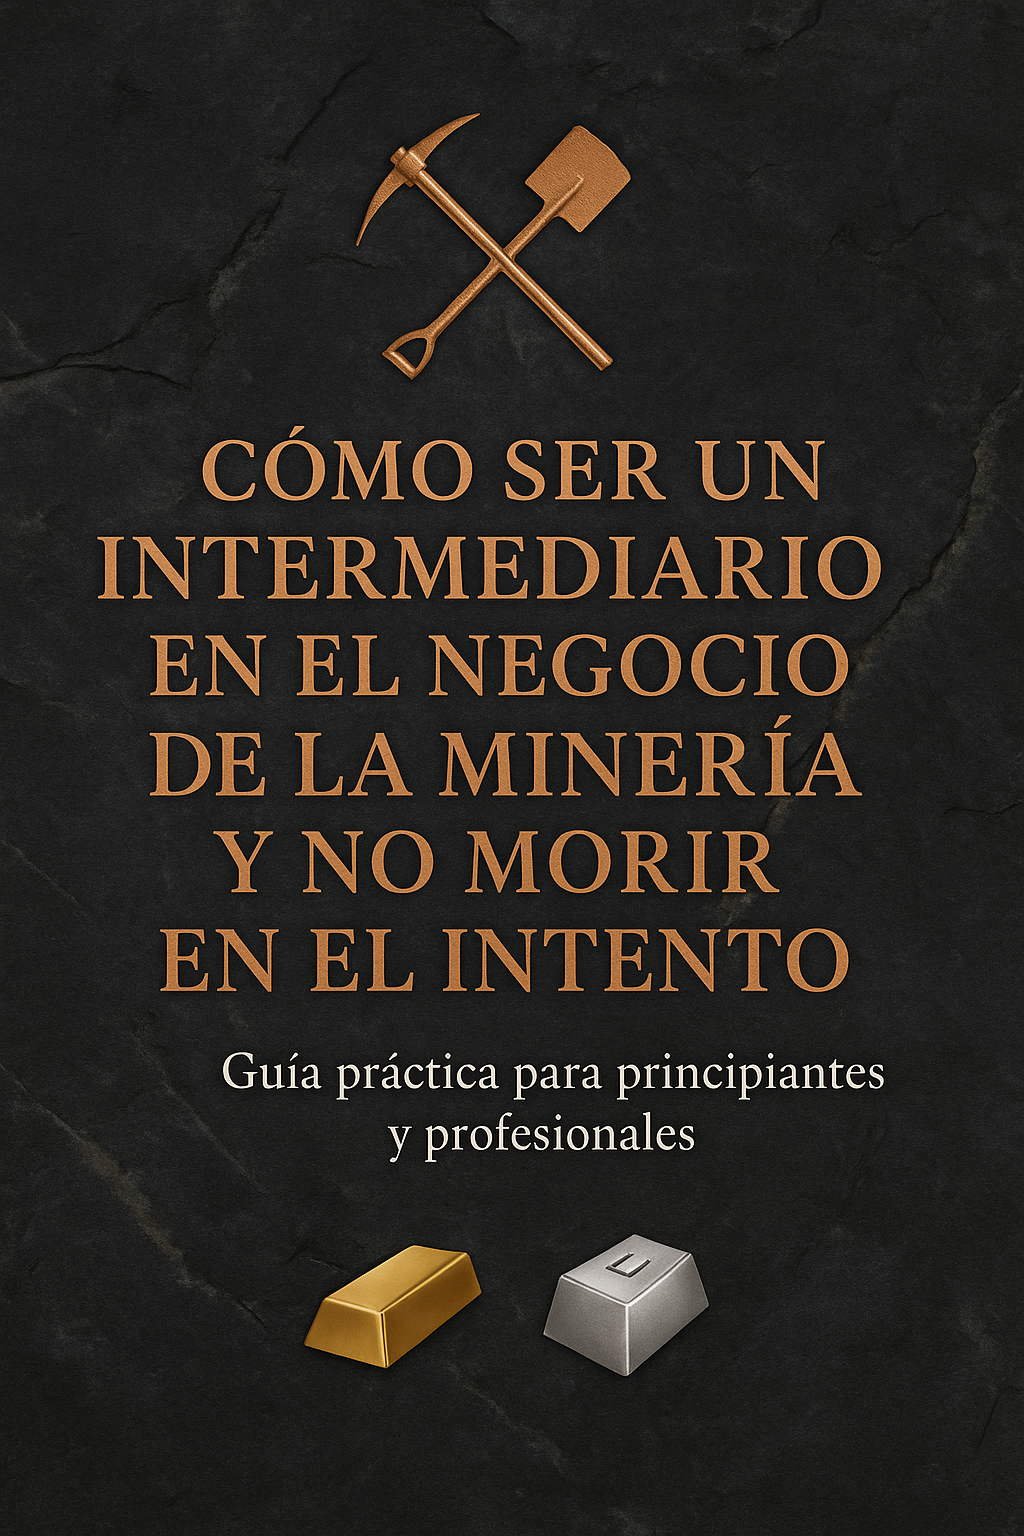 CÓMO SER UN
INTERMEDIARIO
EN EL NEGOCIO
DE LA MINERÍA
Y NO MORIR
EN EL INTENTO
Guía práctica para principiantes
y profesionales